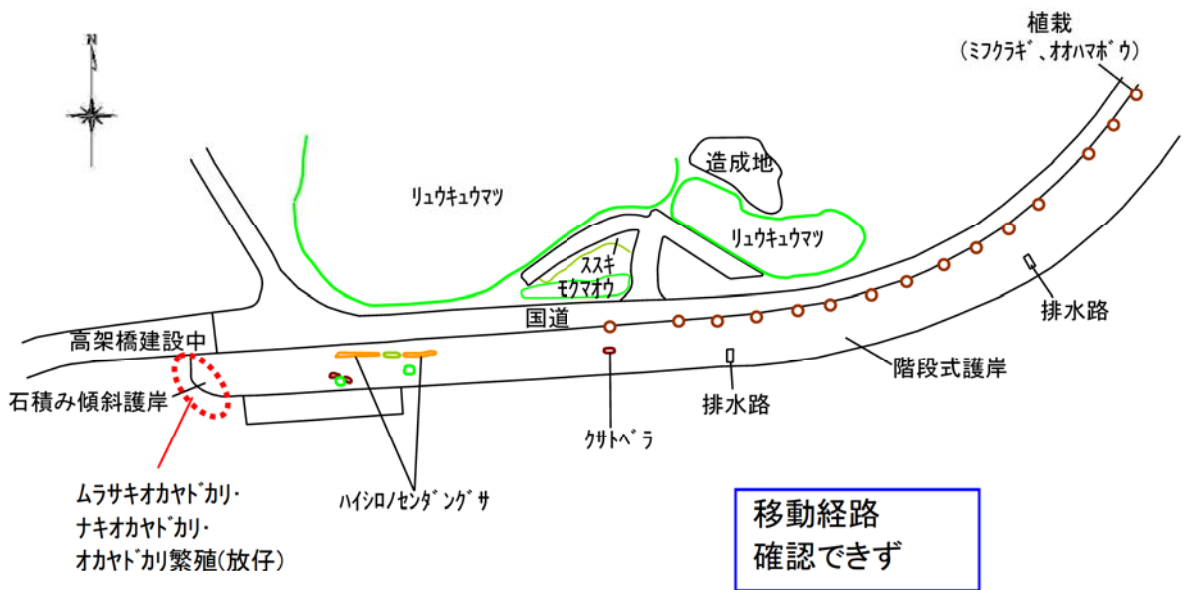 N
植栽
(ﾐﾌｸﾗｷﾞ、ｵｵﾊﾏﾎﾞｳ)
造成地
ﾘｭｳｷｭｳﾏﾂ
ﾘｭｳｷｭｳﾏﾂ
ｽｽｷ
ﾓｸﾏｵｳ
国道
排水路
高架橋建設中
階段式護岸
石積み傾斜護岸
排水路
ｸｻﾄﾍﾞﾗ
ﾊｲｼﾛﾉｾﾝﾀﾞﾝｸﾞｻ
ﾑﾗｻｷｵｶﾔﾄﾞｶﾘ･
ﾅｷｵｶﾔﾄﾞｶﾘ･
ｵｶﾔﾄﾞｶﾘ繁殖(放仔)
移動経路
確認できず